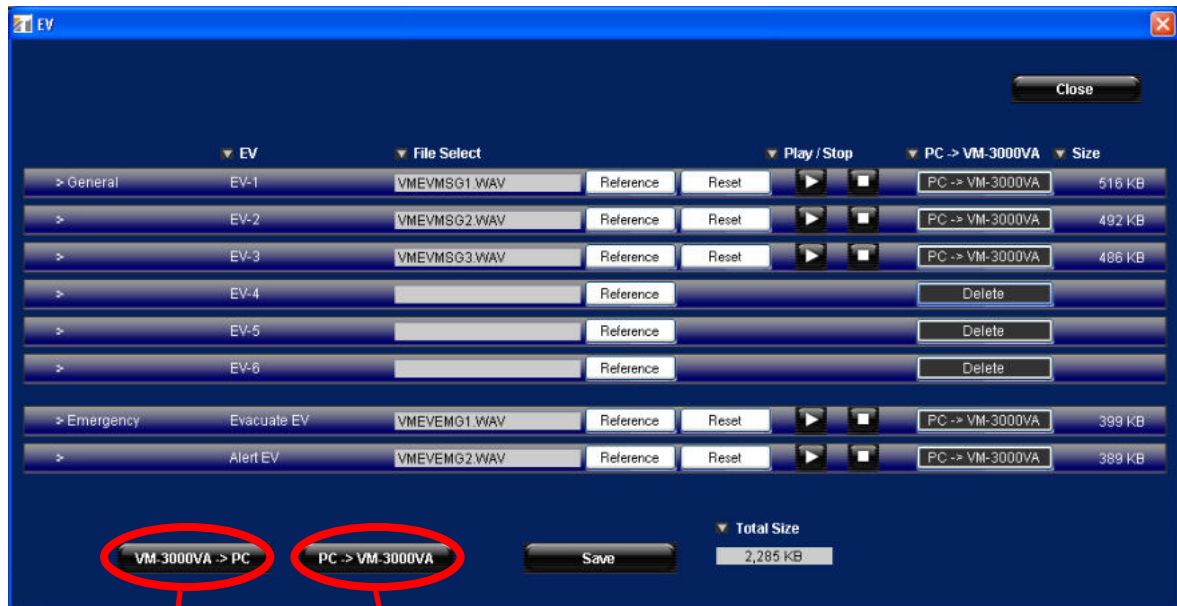 EV
Close
EV File Select Play / Stop PC -> VM-3000VA Size
> General EV-1 VMEVMSG1.WAV Reference Reset PC -> VM-3000VA 516 KB
> EV-2 VMEVMSG2.WAV Reference Reset PC -> VM-3000VA 492 KB
> EV-3 VMEVMSG3.WAV Reference Reset PC -> VM-3000VA 486 KB
> EV-4 Reference Delete
> EV-5 Reference Delete
> EV-6 Reference Delete
> Emergency Evacuate EV VMEVEMG1.WAV Reference Reset PC -> VM-3000VA 399 KB
> Alert EV VMEVEMG2.WAV Reference Reset PC -> VM-3000VA 389 KB
Total Size
VM-3000VA -> PC PC -> VM-3000VA Save 2,285 KB